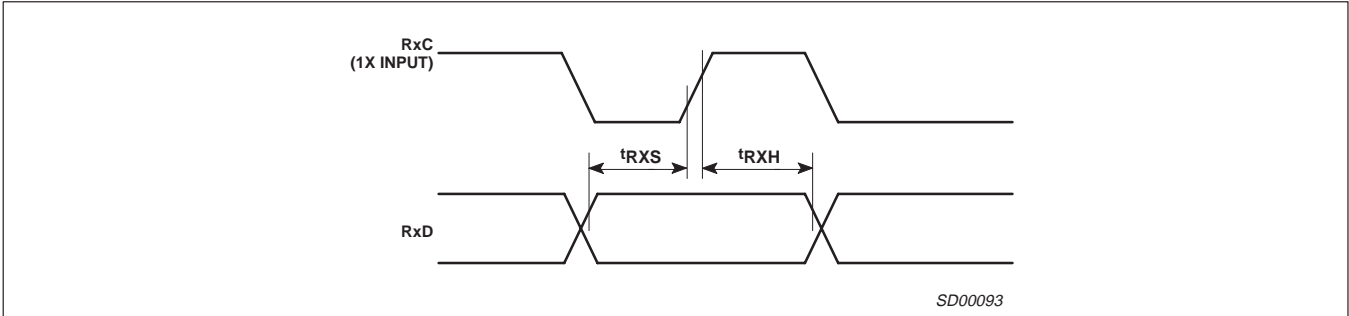 RxC
(1X INPUT)
tRXS
tRXH
RxD
SD00093